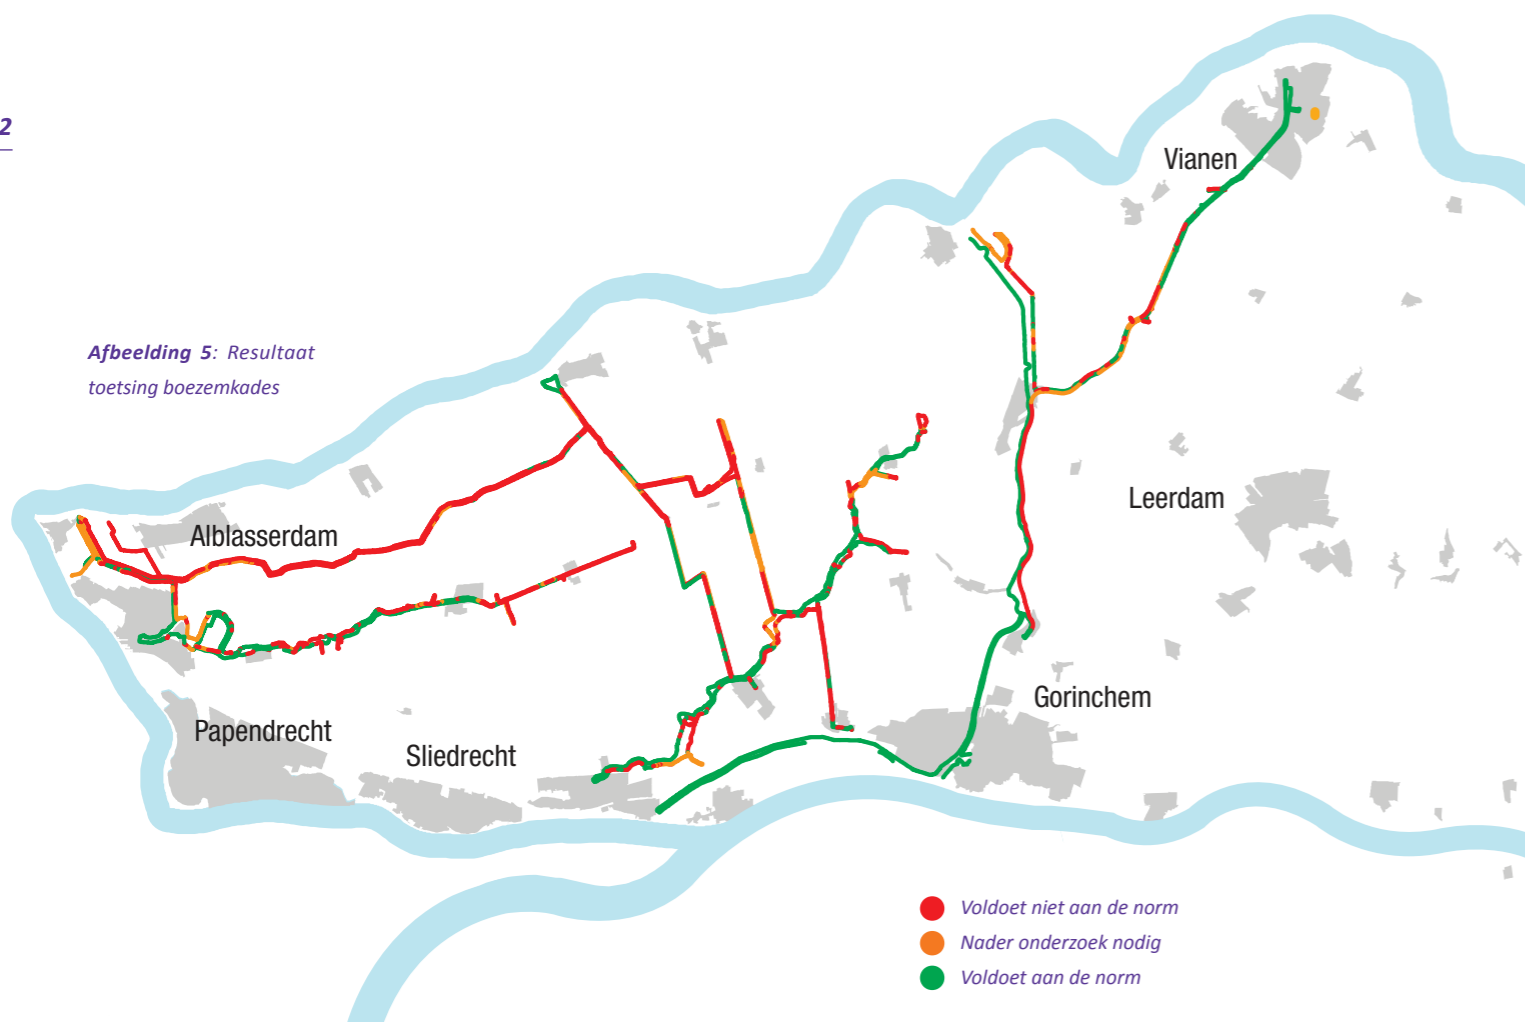 2
Afbeelding 5: Resultaat
toetsing boezemkades
Vianen
Leerdam
Alblasserdam
Gorinchem
Papendrecht
Sliedrecht
Voldoet niet aan de norm
Nader onderzoek nodig
Voldoet aan de norm